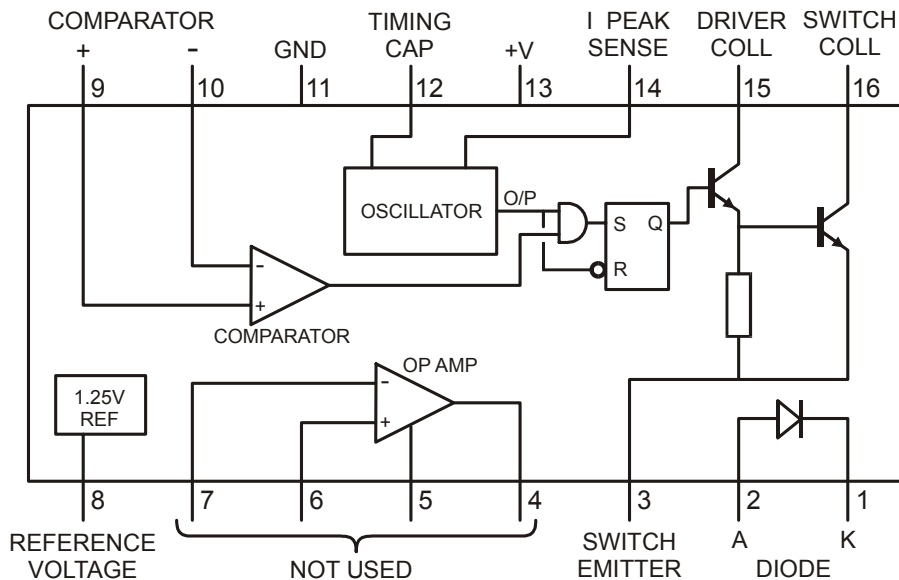 COMPARATOR
+
-
GND
TIMING
CAP
+V
I PEAK
SENSE
DRIVER
COLL
SWITCH
COLL
9
10
11
12
13
14
15
16
OSCILLATOR
O/P
S
Q
R
-
+
COMPARATOR
OP AMP
-
+
1.25V
REF
8
7
6
5
4
3
2
1
REFERENCE
VOLTAGE
NOT USED
SWITCH
EMITTER
A
K
DIODE